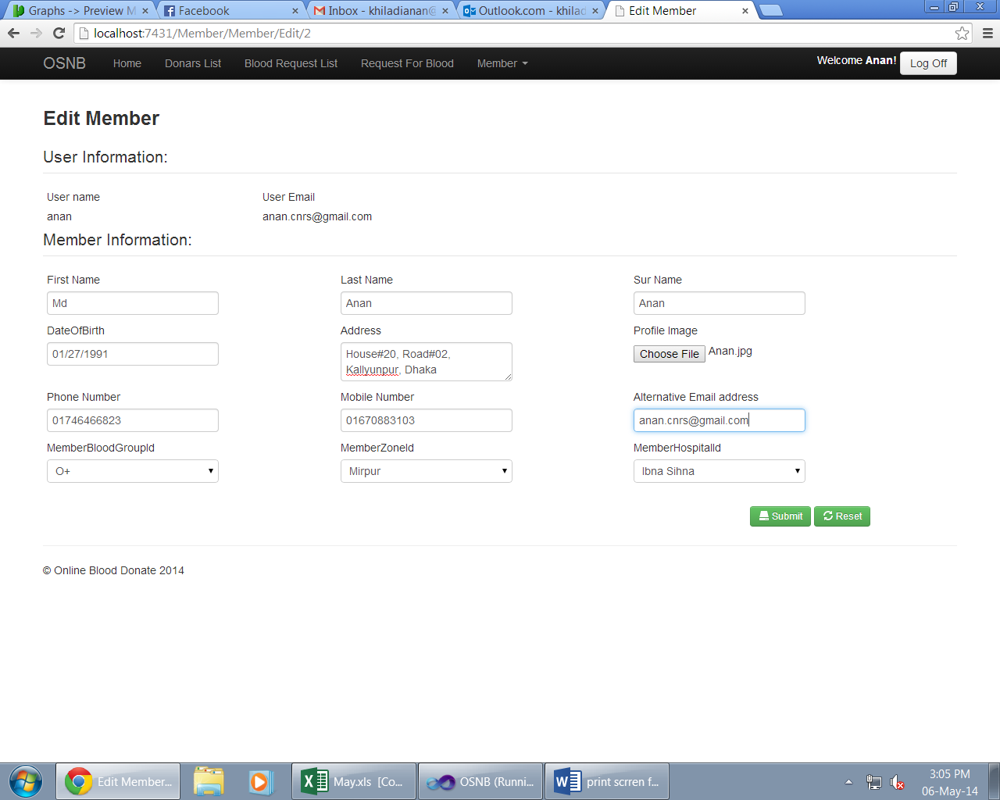 Graphs -> Preview M
Facebook
Inbox - khiladianan@
Outlook.com - khilad
Edit Member
localhost:7431/Member/Member/Edit/2
OSNB
Home
Donars List
Blood Request List
Request For Blood
Member
Welcome Anan!
Log Off
Edit Member
User Information:
User name
User Email
anan
anan.cnrs@gmail.com
Member Information:
First Name
Last Name
Sur Name
Md
Anan
Anan
DateOfBirth
Address
Profile Image
01/27/1991
House#20, Road#02,
Kallyunpur, Dhaka
Choose File Anan.jpg
Phone Number
Mobile Number
Alternative Email address
01746466823
01670883103
anan.cnrs@gmail.com
MemberBloodGroupId
MemberZoneId
MemberHospitalId
O+
Mirpur
Ibna Sihna
Submit
Reset
© Online Blood Donate 2014
Edit Member...
May.xls [Co...
OSNB (Runni...
print scrren f...
3:05 PM
06-May-14